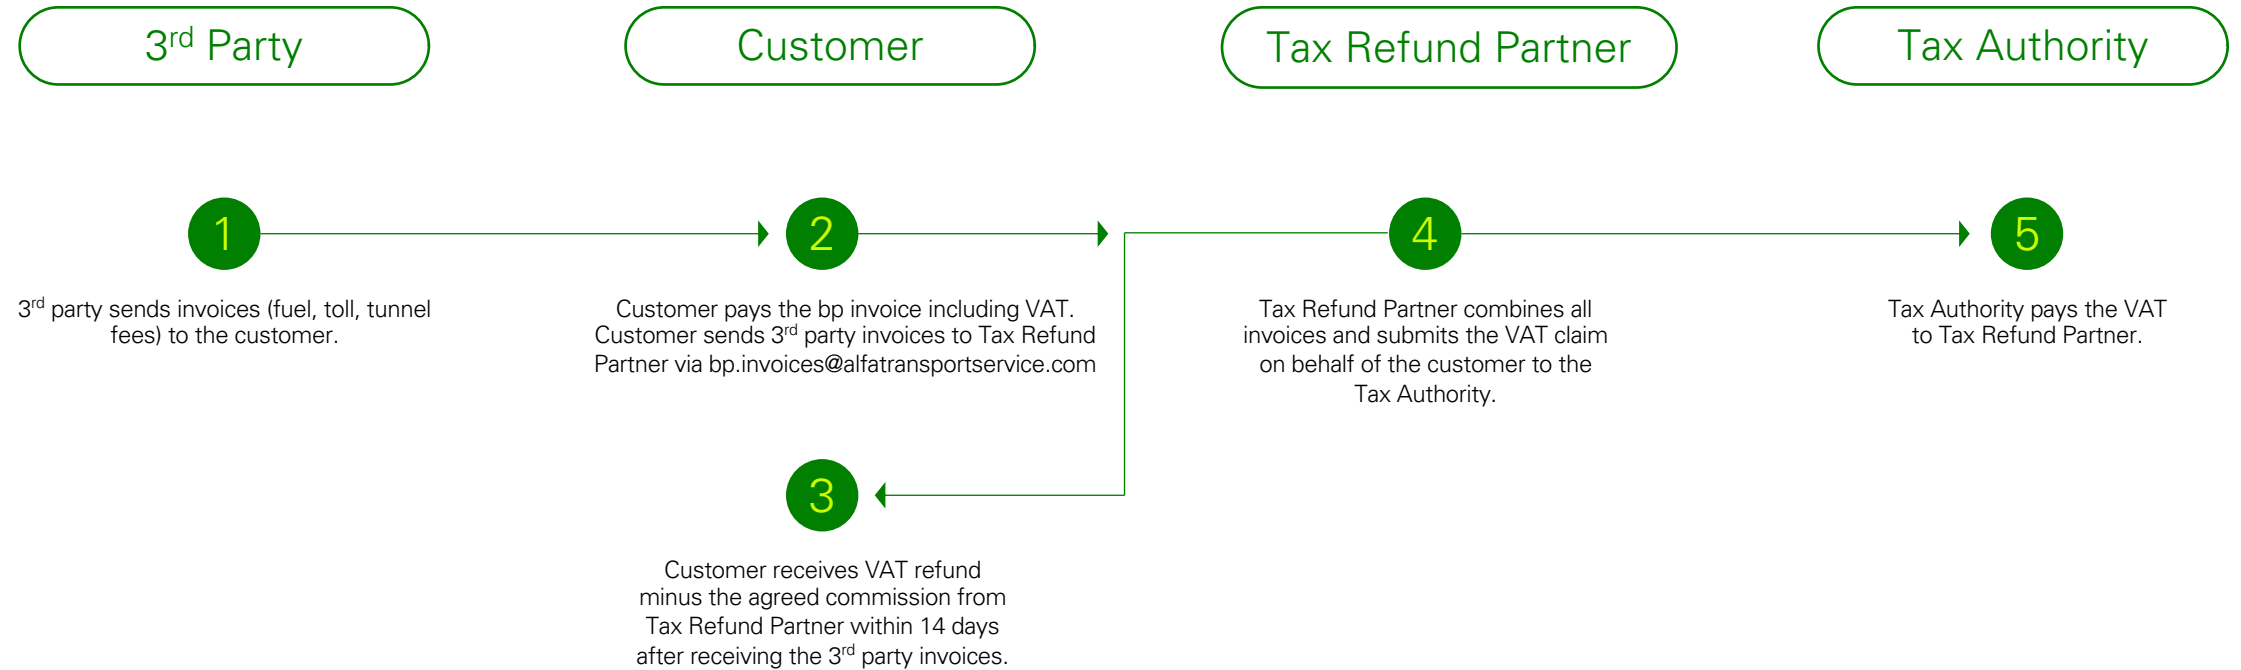 3rd Party
Customer
Tax Refund Partner
Tax Authority
1
3rd party sends invoices (fuel, toll, tunnel
fees) to the customer.
2
Customer pays the bp invoice including VAT.
Customer sends 3rd party invoices to Tax Refund
Partner via bp.invoices@alfatransportservice.com
3
Customer receives VAT refund
minus the agreed commission from
Tax Refund Partner within 14 days
after receiving the 3rd party invoices.
4
Tax Refund Partner combines all
invoices and submits the VAT claim
on behalf of the customer to the
Tax Authority.
5
Tax Authority pays the VAT
to Tax Refund Partner.